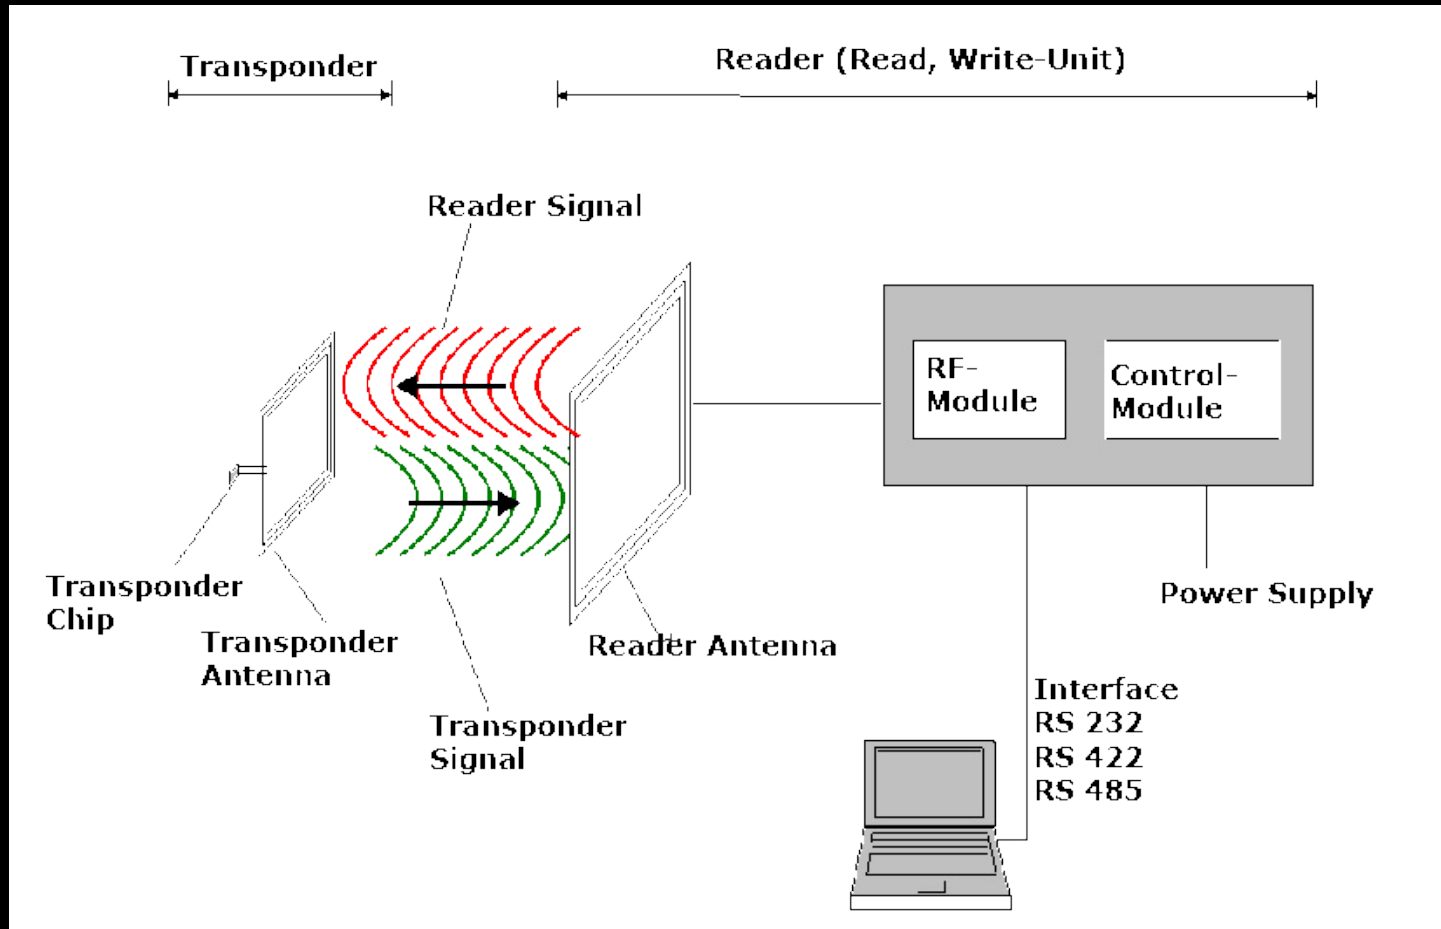 Transponder
Reader (Read, Write-Unit)
Reader Signal
RF-
Module
Control-
Module
Transponder
Chip
Transponder
Antenna
Reader Antenna
Power Supply
Transponder
Signal
Interface
RS 232
RS 422
RS 485